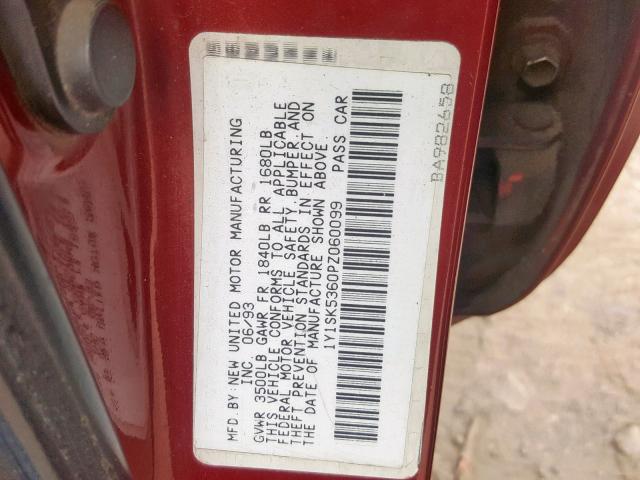 MFD.BY:NEW UNITED MOTOR MANUFACTURING
INC. 06/93
GVWR 3500LB GAWR FR 1840LB RR 1680LB
THIS VEHICLE CONFORMS TO ALL APPLICABLE
FEDERAL MOTOR VEHICLE SAFETY, BUMPER, AND
THEFT PREVENTION STANDARDS IN EFFECT ON
THE DATE OF MANUFACTURE SHOWN ABOVE.
1Y1SK5360PZ060099 PASS CAR
BA982658